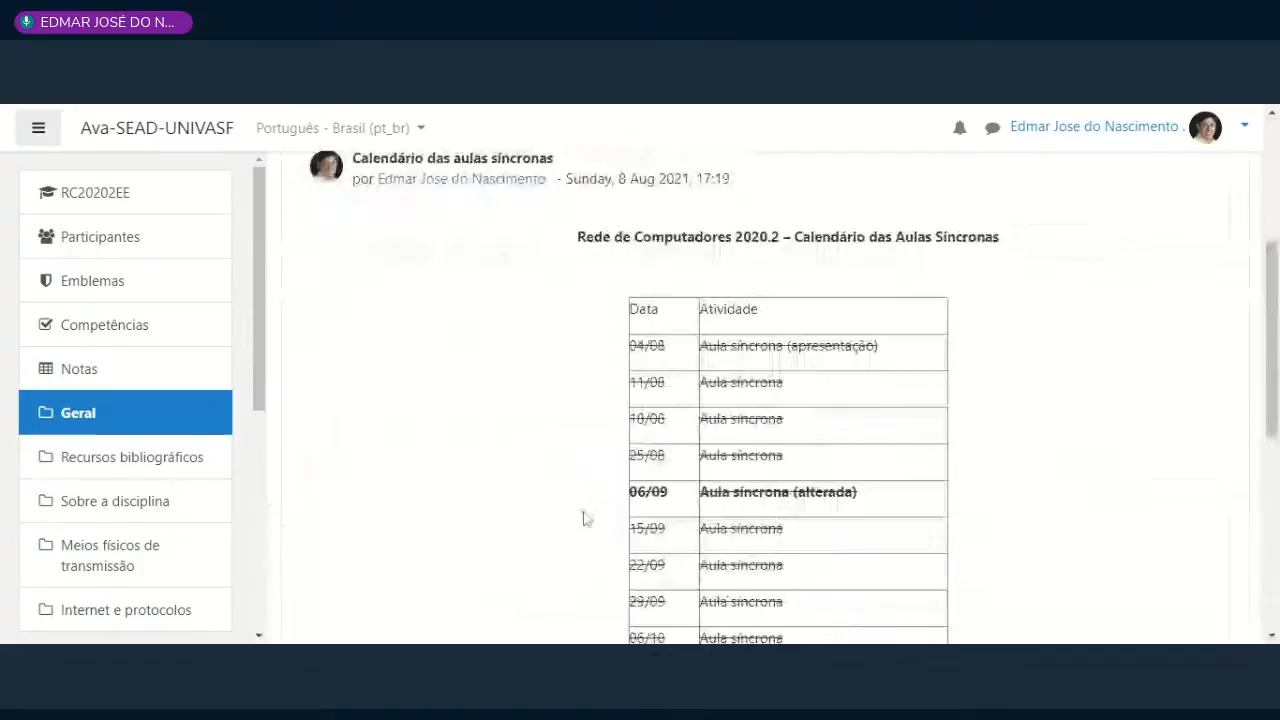 EDMAR JOSÉ DO N...
Ava-SEAD-UNIVASF
Português - Brasil (pt_br)
Edmar Jose do Nascimento .
RC20202EE
Participantes
Emblemas
Competências
Notas
Geral
Recursos bibliográficos
Sobre a disciplina
Meios físicos de
transmissão
Internet e protocolos
Calendário das aulas síncronas
por Edmar Jose do Nascimento - Sunday, 8 Aug 2021, 17:19
Rede de Computadores 2020.2 – Calendário das Aulas Síncronas
Data Atividade
04/08 Aula síncrona (apresentação)
11/08 Aula síncrona
18/08 Aula síncrona
25/08 Aula síncrona
06/09 Aula síncrona (alterada)
15/09 Aula síncrona
22/09 Aula síncrona
29/09 Aula síncrona
06/10 Aula síncrona